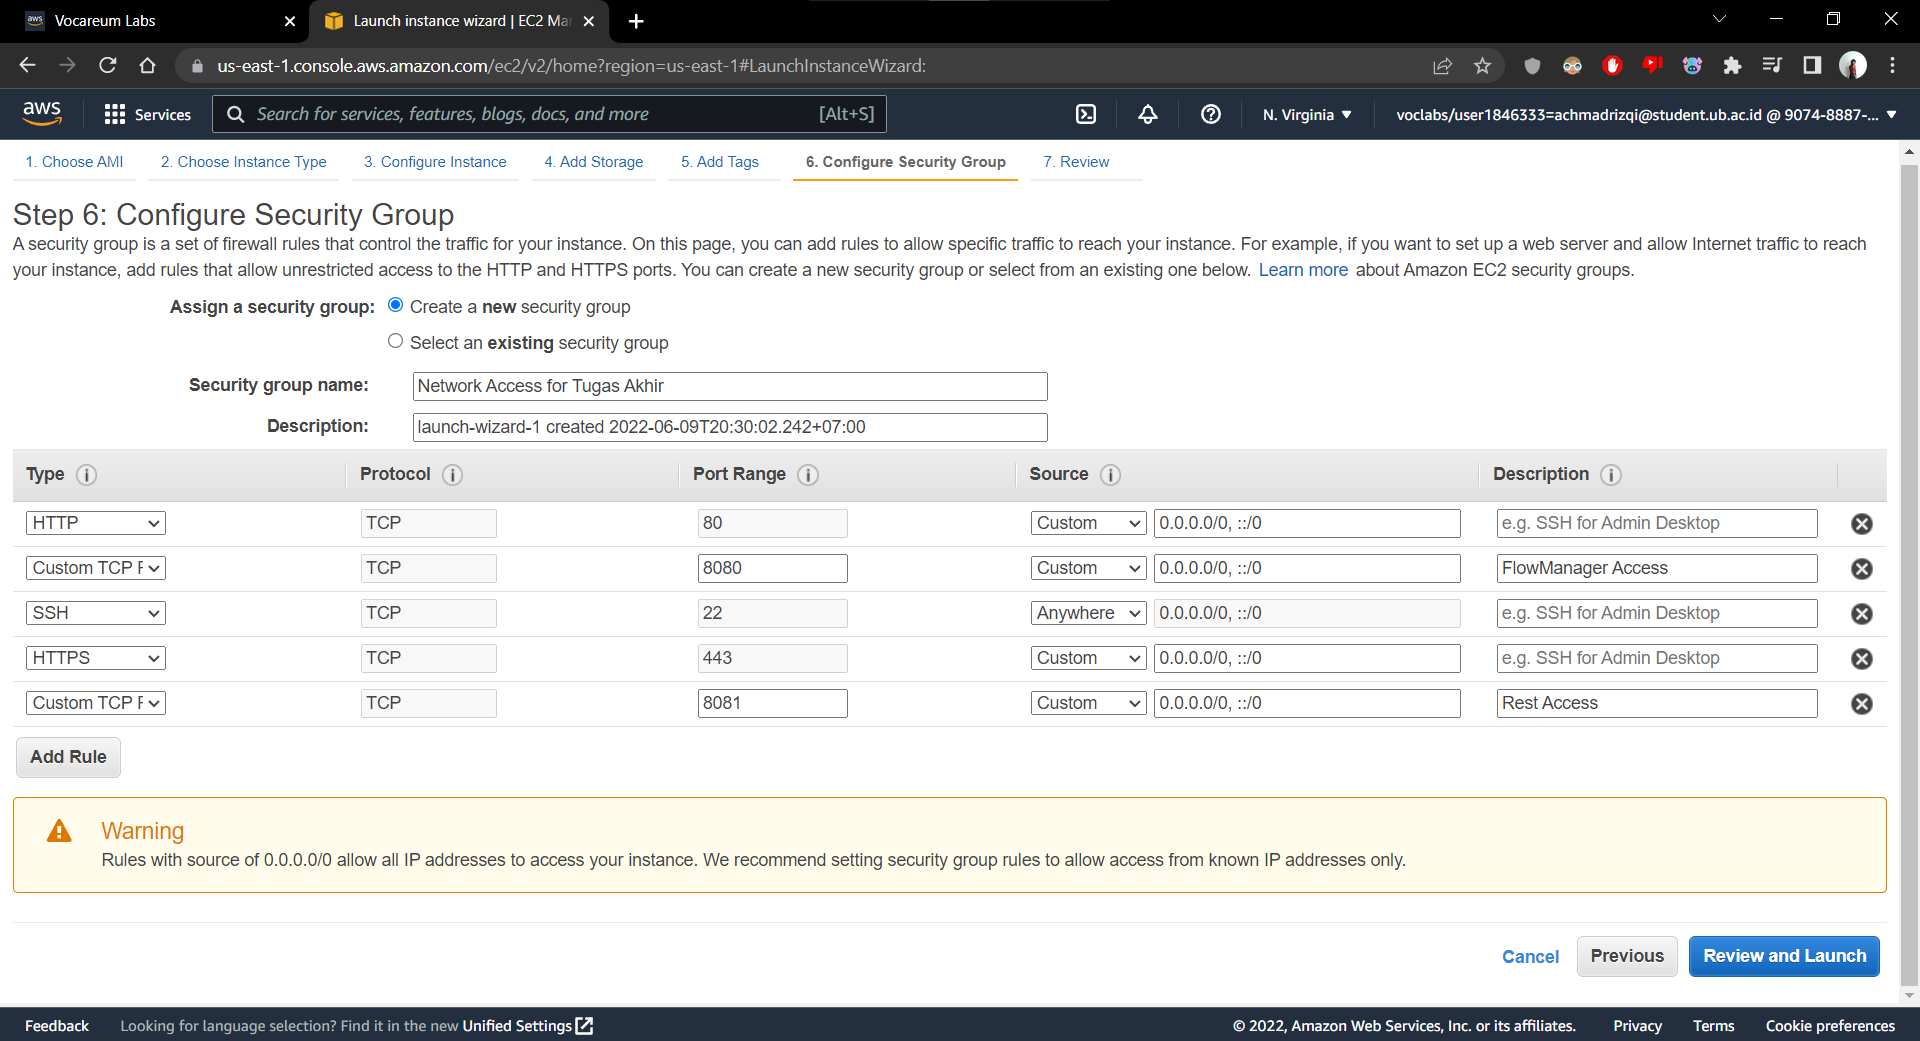 aws Vocareum Labs
Launch instance wizard | EC2 Mar
us-east-1.console.aws.amazon.com/ec2/v2/home?region=us-east-1#LaunchInstanceWizard:
aws Services Search for services, features, blogs, docs, and more [Alt+S] N. Virginia voclabs/user1846333=achmadrizqi@student.ub.ac.id @ 9074-8887-...
1. Choose AMI 2. Choose Instance Type 3. Configure Instance 4. Add Storage 5. Add Tags 6. Configure Security Group 7. Review
Step 6: Configure Security Group
A security group is a set of firewall rules that control the traffic for your instance. On this page, you can add rules to allow specific traffic to reach your instance. For example, if you want to set up a web server and allow Internet traffic to reach
your instance, add rules that allow unrestricted access to the HTTP and HTTPS ports. You can create a new security group or select from an existing one below. Learn more about Amazon EC2 security groups.
Assign a security group: Create a new security group
Select an existing security group
Security group name: Network Access for Tugas Akhir
Description: launch-wizard-1 created 2022-06-09T20:30:02.242+07:00
Type Protocol Port Range Source Description
HTTP TCP 80 Custom 0.0.0.0/0, ::/0 e.g. SSH for Admin Desktop
Custom TCP F TCP 8080 Custom 0.0.0.0/0, ::/0 FlowManager Access
SSH TCP 22 Anywhere 0.0.0.0/0, ::/0 e.g. SSH for Admin Desktop
HTTPS TCP 443 Custom 0.0.0.0/0, ::/0 e.g. SSH for Admin Desktop
Custom TCP F TCP 8081 Custom 0.0.0.0/0, ::/0 Rest Access
Add Rule
Warning
Rules with source of 0.0.0.0/0 allow all IP addresses to access your instance. We recommend setting security group rules to allow access from known IP addresses only.
Cancel Previous Review and Launch
Feedback Looking for language selection? Find it in the new Unified Settings © 2022, Amazon Web Services, Inc. or its affiliates. Privacy Terms Cookie preferences